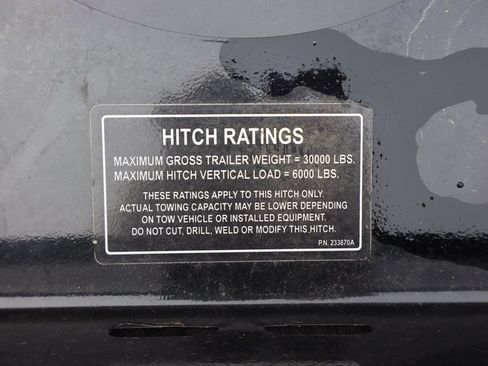 HITCH RATINGS
MAXIMUM GROSS TRAILER WEIGHT = 30000 LBS.
MAXIMUM HITCH VERTICAL LOAD = 6000 LBS.
THESE RATINGS APPLY TO THIS HITCH ONLY.
ACTUAL TOWING CAPACITY MAY BE LOWER DEPENDING
ON TOW VEHICLE OR INSTALLED EQUIPMENT.
DO NOT CUT, DRILL, WELD OR MODIFY THIS HITCH.
P.N. 233870A